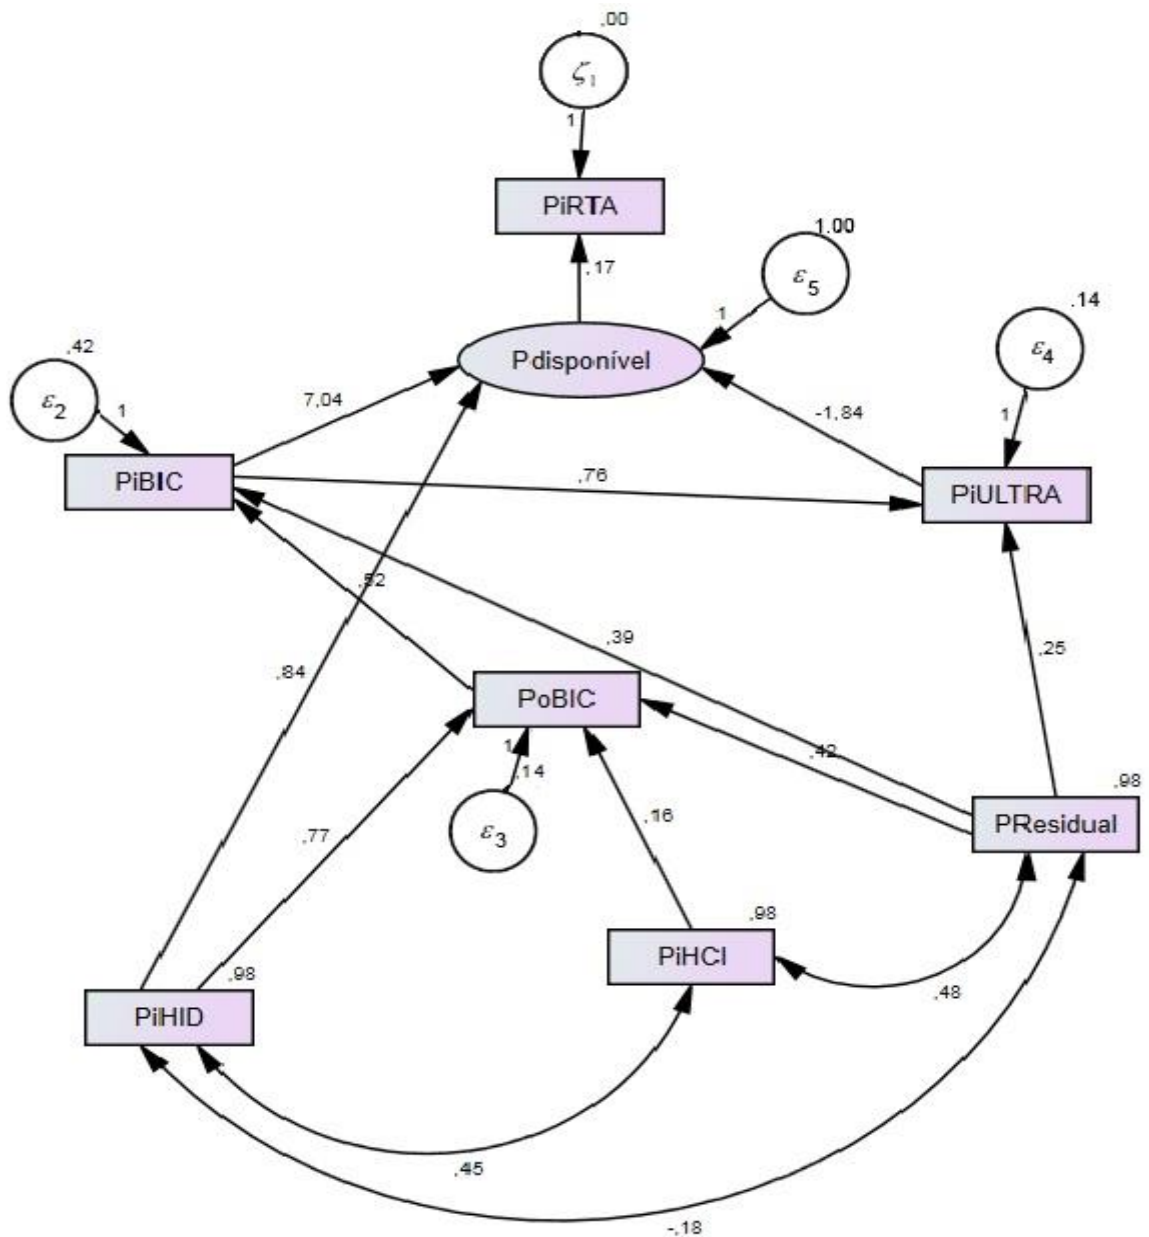 ,00
ζ1
1
PiRTA
,17
1.00
ε5
1
Pdisponível
.14
ε4
1
,42
ε2
1
7,04
-1,84
PiBIC
,76
PiULTRA
,52
,39
,25
,84
PoBIC
1
,14
ε3
,42
,16
,77
,98
PResidual
,98
PiHCl
,48
,98
PiHID
,45
-,18